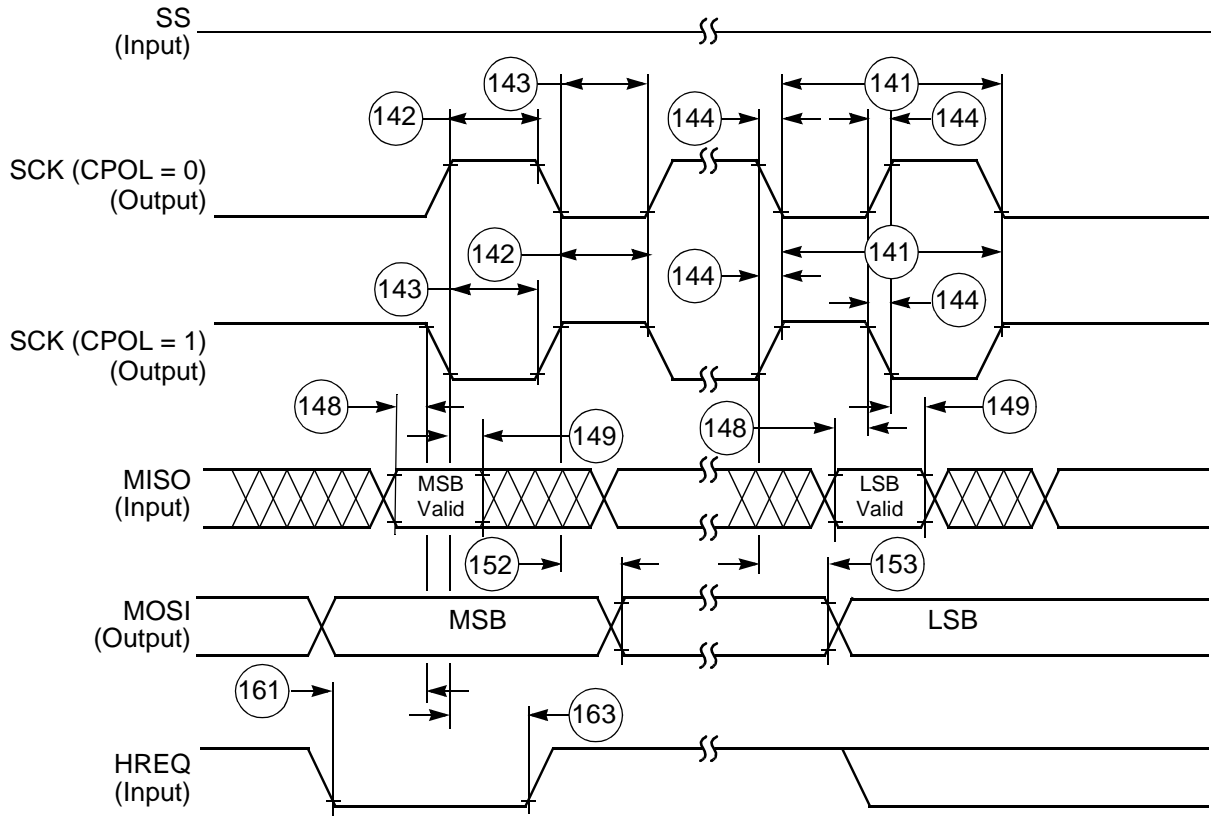 SS
(Input)
143
141
142
144
144
SCK (CPOL = 0)
(Output)
142
141
143
144
144
SCK (CPOL = 1)
(Output)
148
149
148
149
MISO
(Input)
MSB
Valid
LSB
Valid
152
153
MOSI
(Output)
MSB
LSB
161
163
HREQ
(Input)